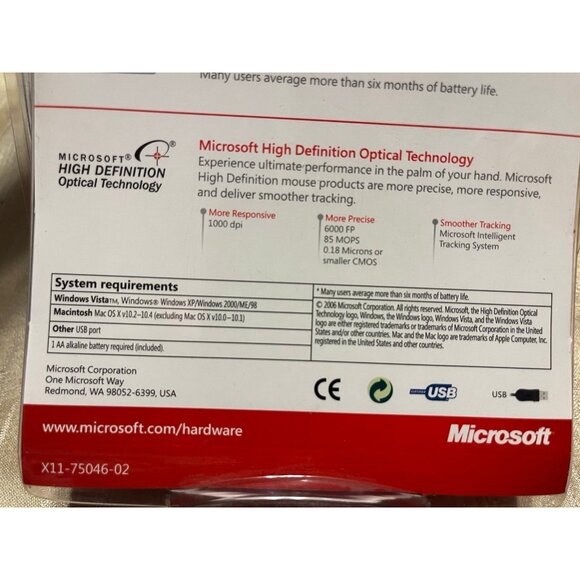 Many users average more than six months of battery life.
MICROSOFT®
HIGH DEFINITION
Optical Technology
®
Microsoft High Definition Optical Technology
Experience ultimate performance in the palm of your hand. Microsoft
High Definition mouse products are more precise, more responsive,
and deliver smoother tracking.
More Responsive
1000 dpi
More Precise
6000 FP
85 MOPS
0.18 Microns or
smaller CMOS
Smoother Tracking
Microsoft Intelligent
Tracking System
System requirements
Windows Vista™, Windows® Windows XP/Windows 2000/ME/98
Macintosh Mac OS X v10.2–10.4 (excluding Mac OS X v10.0–10.1)
Other USB port
1 AA alkaline battery required (included).
* Many users average more than six months of battery life.
© 2006 Microsoft Corporation. All rights reserved. Microsoft, the High Definition Optical
Technology logo, Windows, the Windows logo, Windows Vista, and the Windows Vista
logo are either registered trademarks or trademarks of Microsoft Corporation in the United
States and/or other countries. Mac and the Mac logo are trademarks of Apple Computer, Inc.
registered in the United States and other countries.
Microsoft Corporation
One Microsoft Way
Redmond, WA 98052-6399, USA
CE
CERTIFIED USB
USB
www.microsoft.com/hardware
Microsoft
X11-75046-02